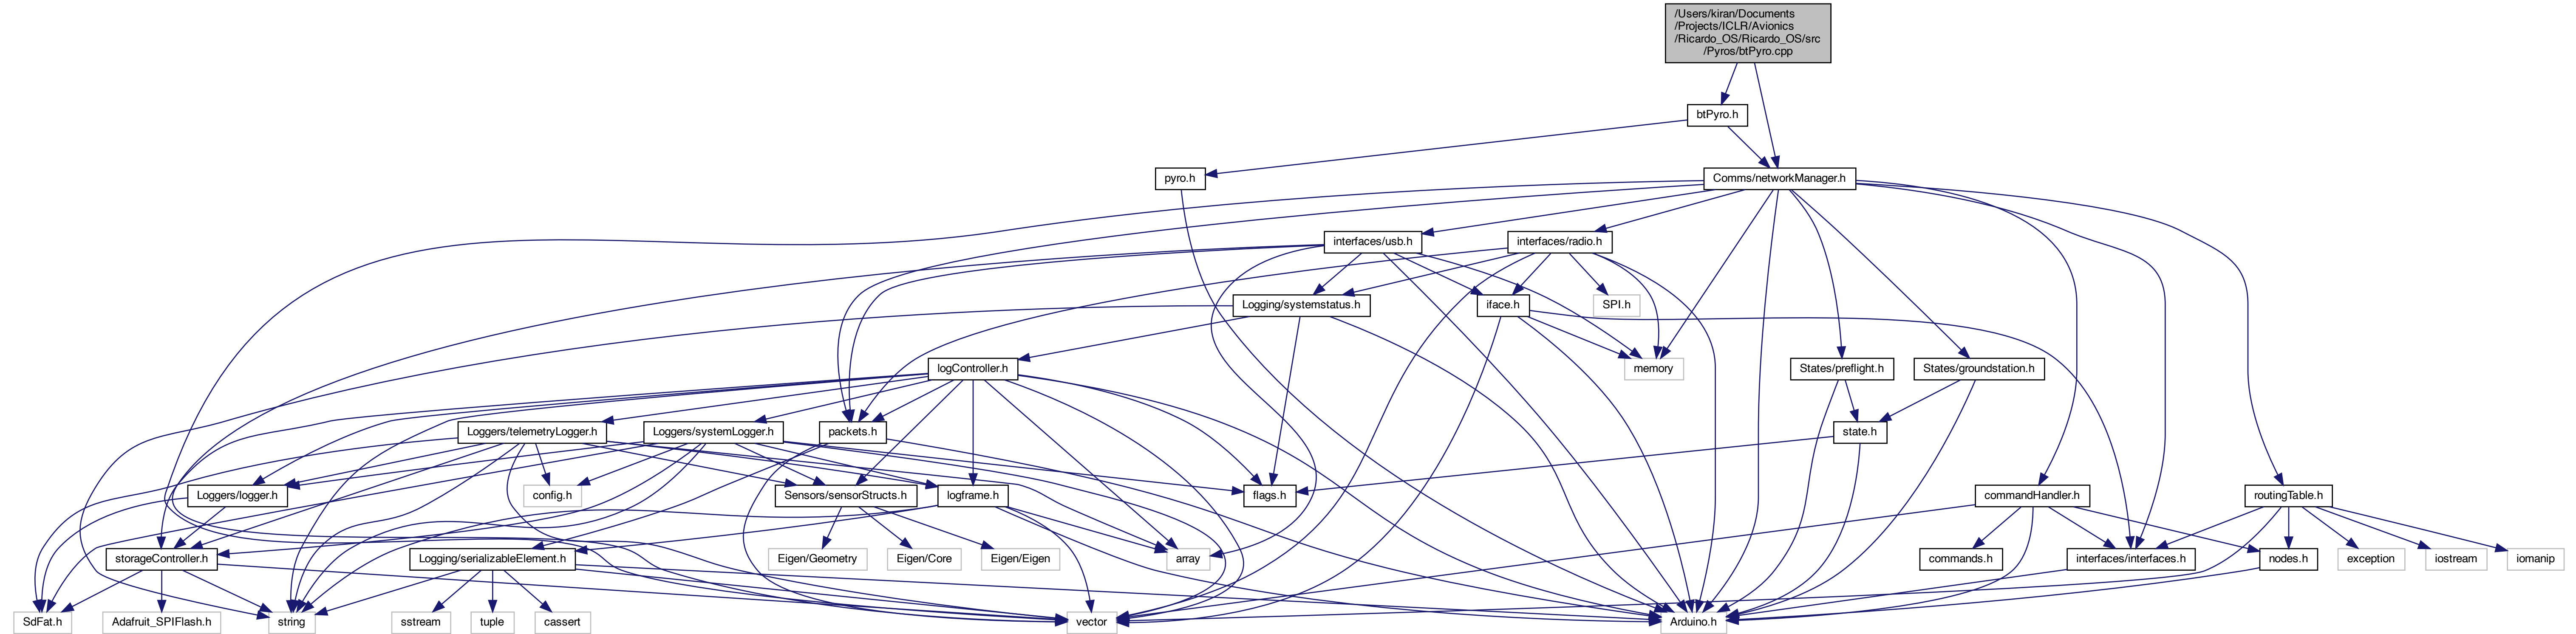 /Users/kiran/Documents
/Projects/ICLR/Avionics
/Ricardo_OS/Ricardo_OS/src
/Pyros/btPyro.cpp
btPyro.h
pyro.h
Comms/networkManager.h
interfaces/usb.h
interfaces/radio.h
Logging/systemstatus.h
iface.h
SPI.h
logController.h
memory
States/preflight.h
States/groundstation.h
Loggers/telemetryLogger.h
Loggers/systemLogger.h
packets.h
state.h
Loggers/logger.h
config.h
Sensors/sensorStructs.h
logframe.h
flags.h
commandHandler.h
routingTable.h
storageController.h
Logging/serializableElement.h
Eigen/Geometry
Eigen/Core
Eigen/Eigen
array
commands.h
interfaces/interfaces.h
nodes.h
exception
iostream
iomanip
SdFat.h
Adafruit_SPIFlash.h
string
sstream
tuple
cassert
vector
Arduino.h